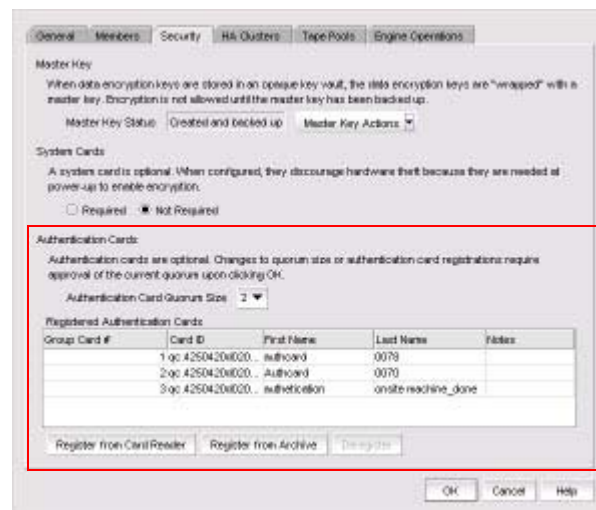 General Members Security HA Clusters Tape Pools Engine Operations
Master Key
When data encryption keys are stored in an opaque key vault, the data encryption keys are "wrapped" with a
master key. Encryption is not allowed until the master key has been backed up.
Master Key Status Created and backed up Master Key Actions
System Cards
A system card is optional. When configured, they discourage hardware theft because they are needed at
power-up to enable encryption.
Required Not Required
Authentication Cards
Authentication cards are optional. Changes to quorum size or authentication card registrations require
approval of the current quorum upon clicking OK.
Authentication Card Quorum Size 2
Registered Authentication Cards
Group Card # Card ID First Name Last Name Notes
1 authcard 0078
2 Authcard 0070
3 onsite machine_done
Register from Card Reader Register from Archive Deregister
OK Cancel Help